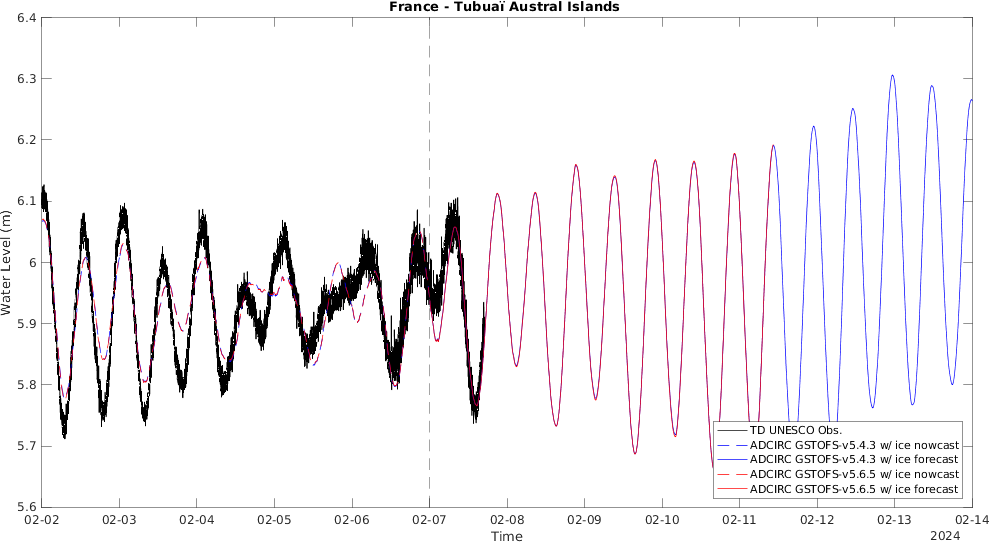 France - Tubuaï Austral Islands
6.4
6.3
6.2
6.1
6
5.9
5.8
5.7
5.6
Water Level (m)
TD UNESCO Obs.
ADCIRC GSTOFS-v5.4.3 w/ ice nowcast
ADCIRC GSTOFS-v5.4.3 w/ ice forecast
ADCIRC GSTOFS-v5.6.5 w/ ice nowcast
ADCIRC GSTOFS-v5.6.5 w/ ice forecast
02-02 02-03 02-04 02-05 02-06 02-07 02-08 02-09 02-10 02-11 02-12 02-13 02-14
Time 2024